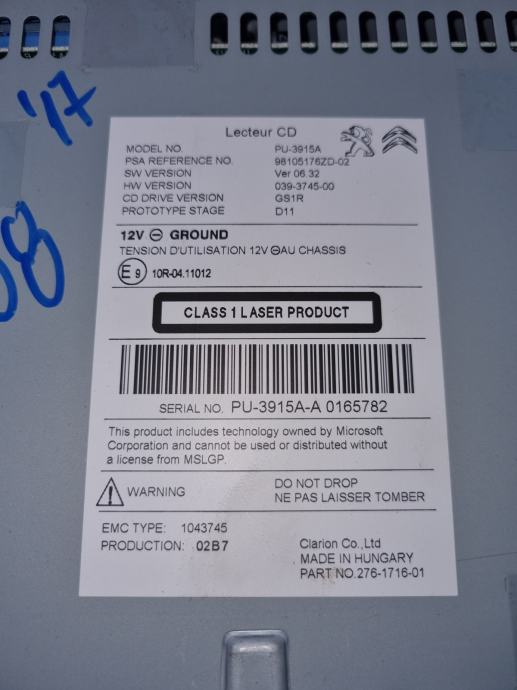 '17
08
Lecteur CD
MODEL NO. PU-3915A
PSA REFERENCE NO. 98105176ZD-02
SW VERSION Ver 06.32
HW VERSION 039-3745-00
CD DRIVE VERSION GS1R
PROTOTYPE STAGE D11
12V ⊖ GROUND
TENSION D'UTILISATION 12V ⊖AU CHASSIS
E9 10R-04.11012
CLASS 1 LASER PRODUCT
SERIAL NO. PU-3915A-A 0165782
This product includes technology owned by Microsoft
Corporation and cannot be used or distributed without
a license from MSLGP.
WARNING DO NOT DROP
NE PAS LAISSER TOMBER
EMC TYPE: 1043745
PRODUCTION: 02B7
Clarion Co.,Ltd
MADE IN HUNGARY
PART NO.276-1716-01